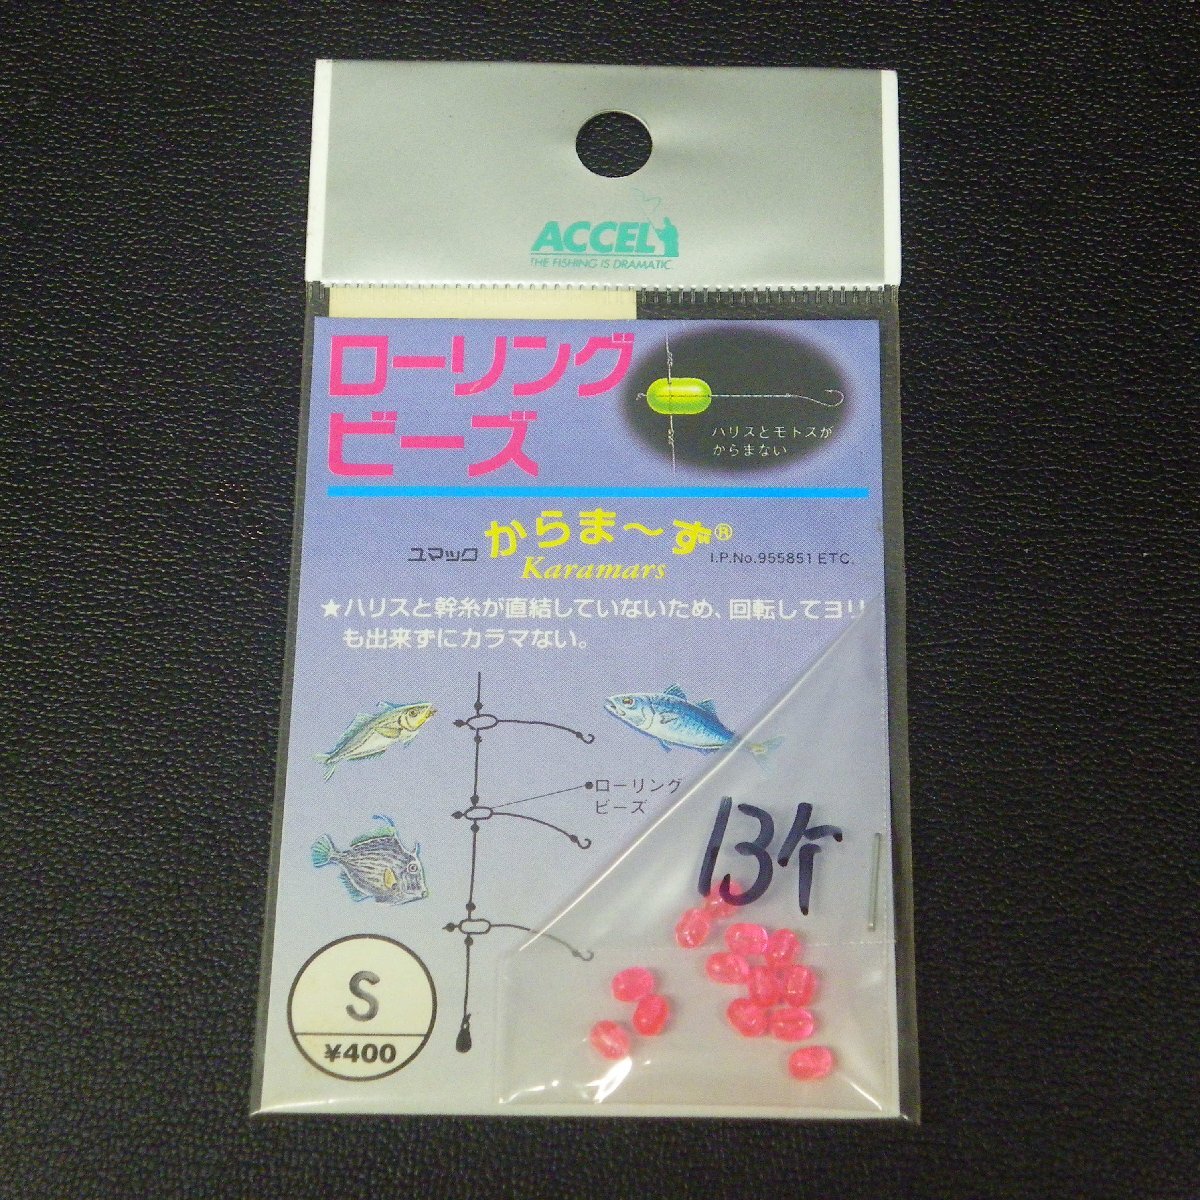 ACCEL
THE FISHING IS DRAMATIC.
ローリング
ビーズ
ハリスとモトスが
からまない
ユマック からま〜ず® I.P.No.955851 ETC.
Karamars
★ハリスと幹糸が直結していないため、回転してヨリ
も出来ずにカラマない。
●ローリング
ビーズ
13ケ
S
¥400